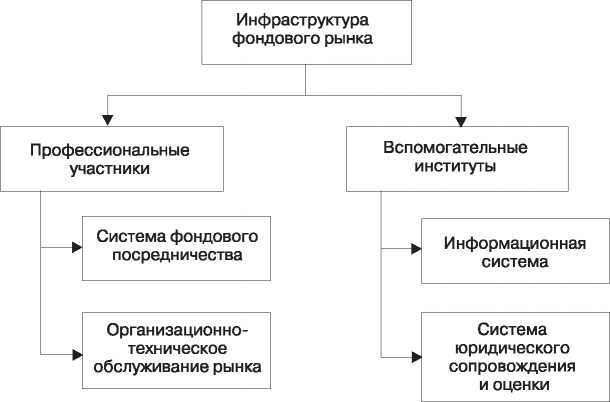 Инфраструктура
фондового рынка
Профессиональные
участники
Вспомогательные
институты
Система фондового
посредничества
Информационная
система
Организационно-
техническое
обслуживание рынка
Система
юридического
сопровождения
и оценки